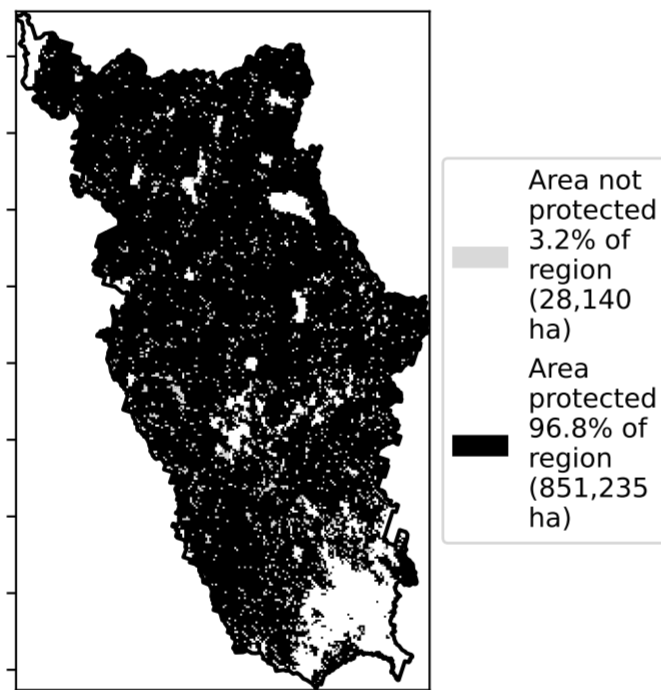 Area not
protected
3.2% of
region
(28,140
ha)
Area
protected
96.8% of
region
(851,235
ha)